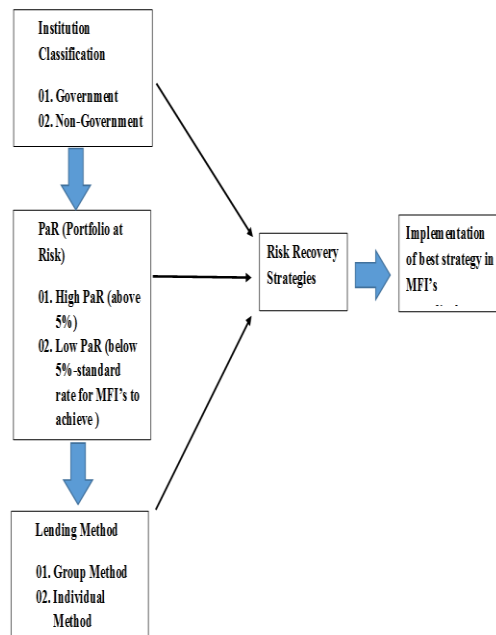 Institution
Classification
01. Government
02. Non-Government
PaR (Portfolio at
Risk)
01. High PaR (above
5%)
02. Low PaR (below
5%-standard
rate for MFI's to
achieve )
Lending Method
01. Group Method
02. Individual
Method
Risk Recovery
Strategies
Implementation
of best strategy in
MFI's